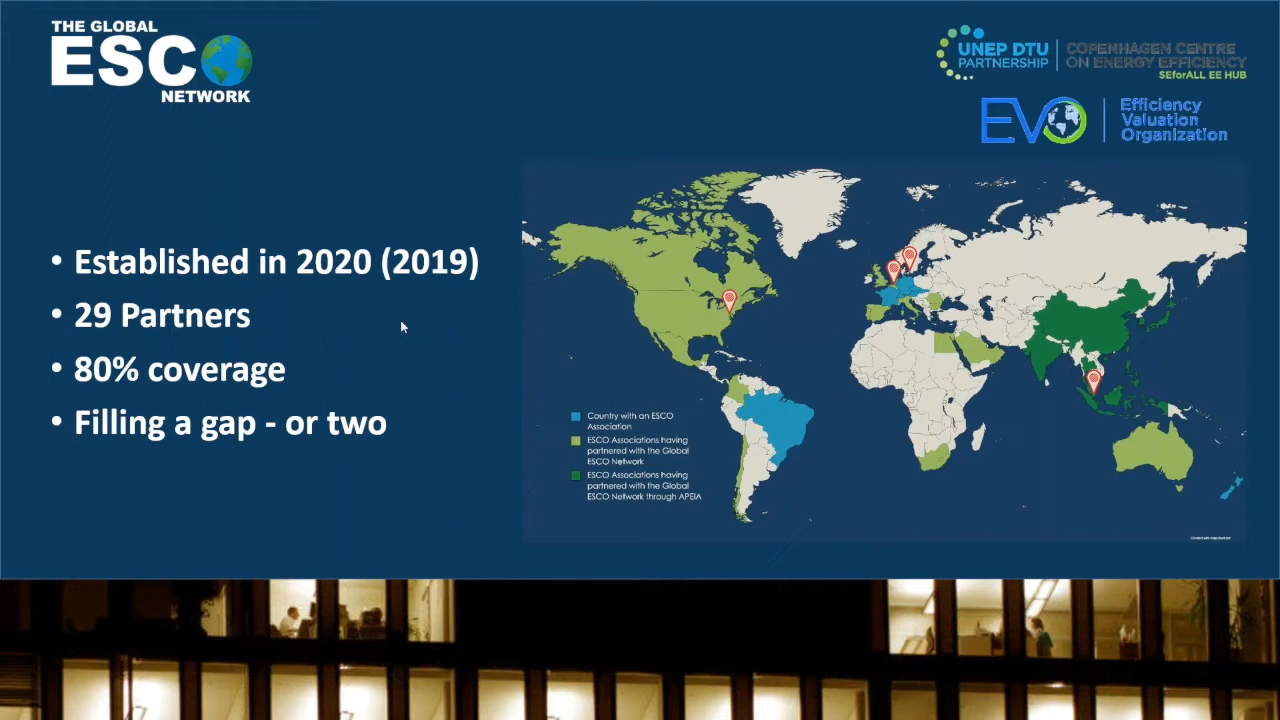 THE GLOBAL
ESCO
NETWORK
UNEP DTU
PARTNERSHIP
COPENHAGEN CENTRE
ON ENERGY EFFICIENCY
SEforALL EE HUB
EVO
Efficiency
Valuation
Organization
• Established in 2020 (2019)
• 29 Partners
• 80% coverage
• Filling a gap - or two
Country with an ESCO
Association
ESCO Associations having
partnered with the Global
ESCO Network
ESCO Associations having
partnered with the Global
ESCO Network through APEIA